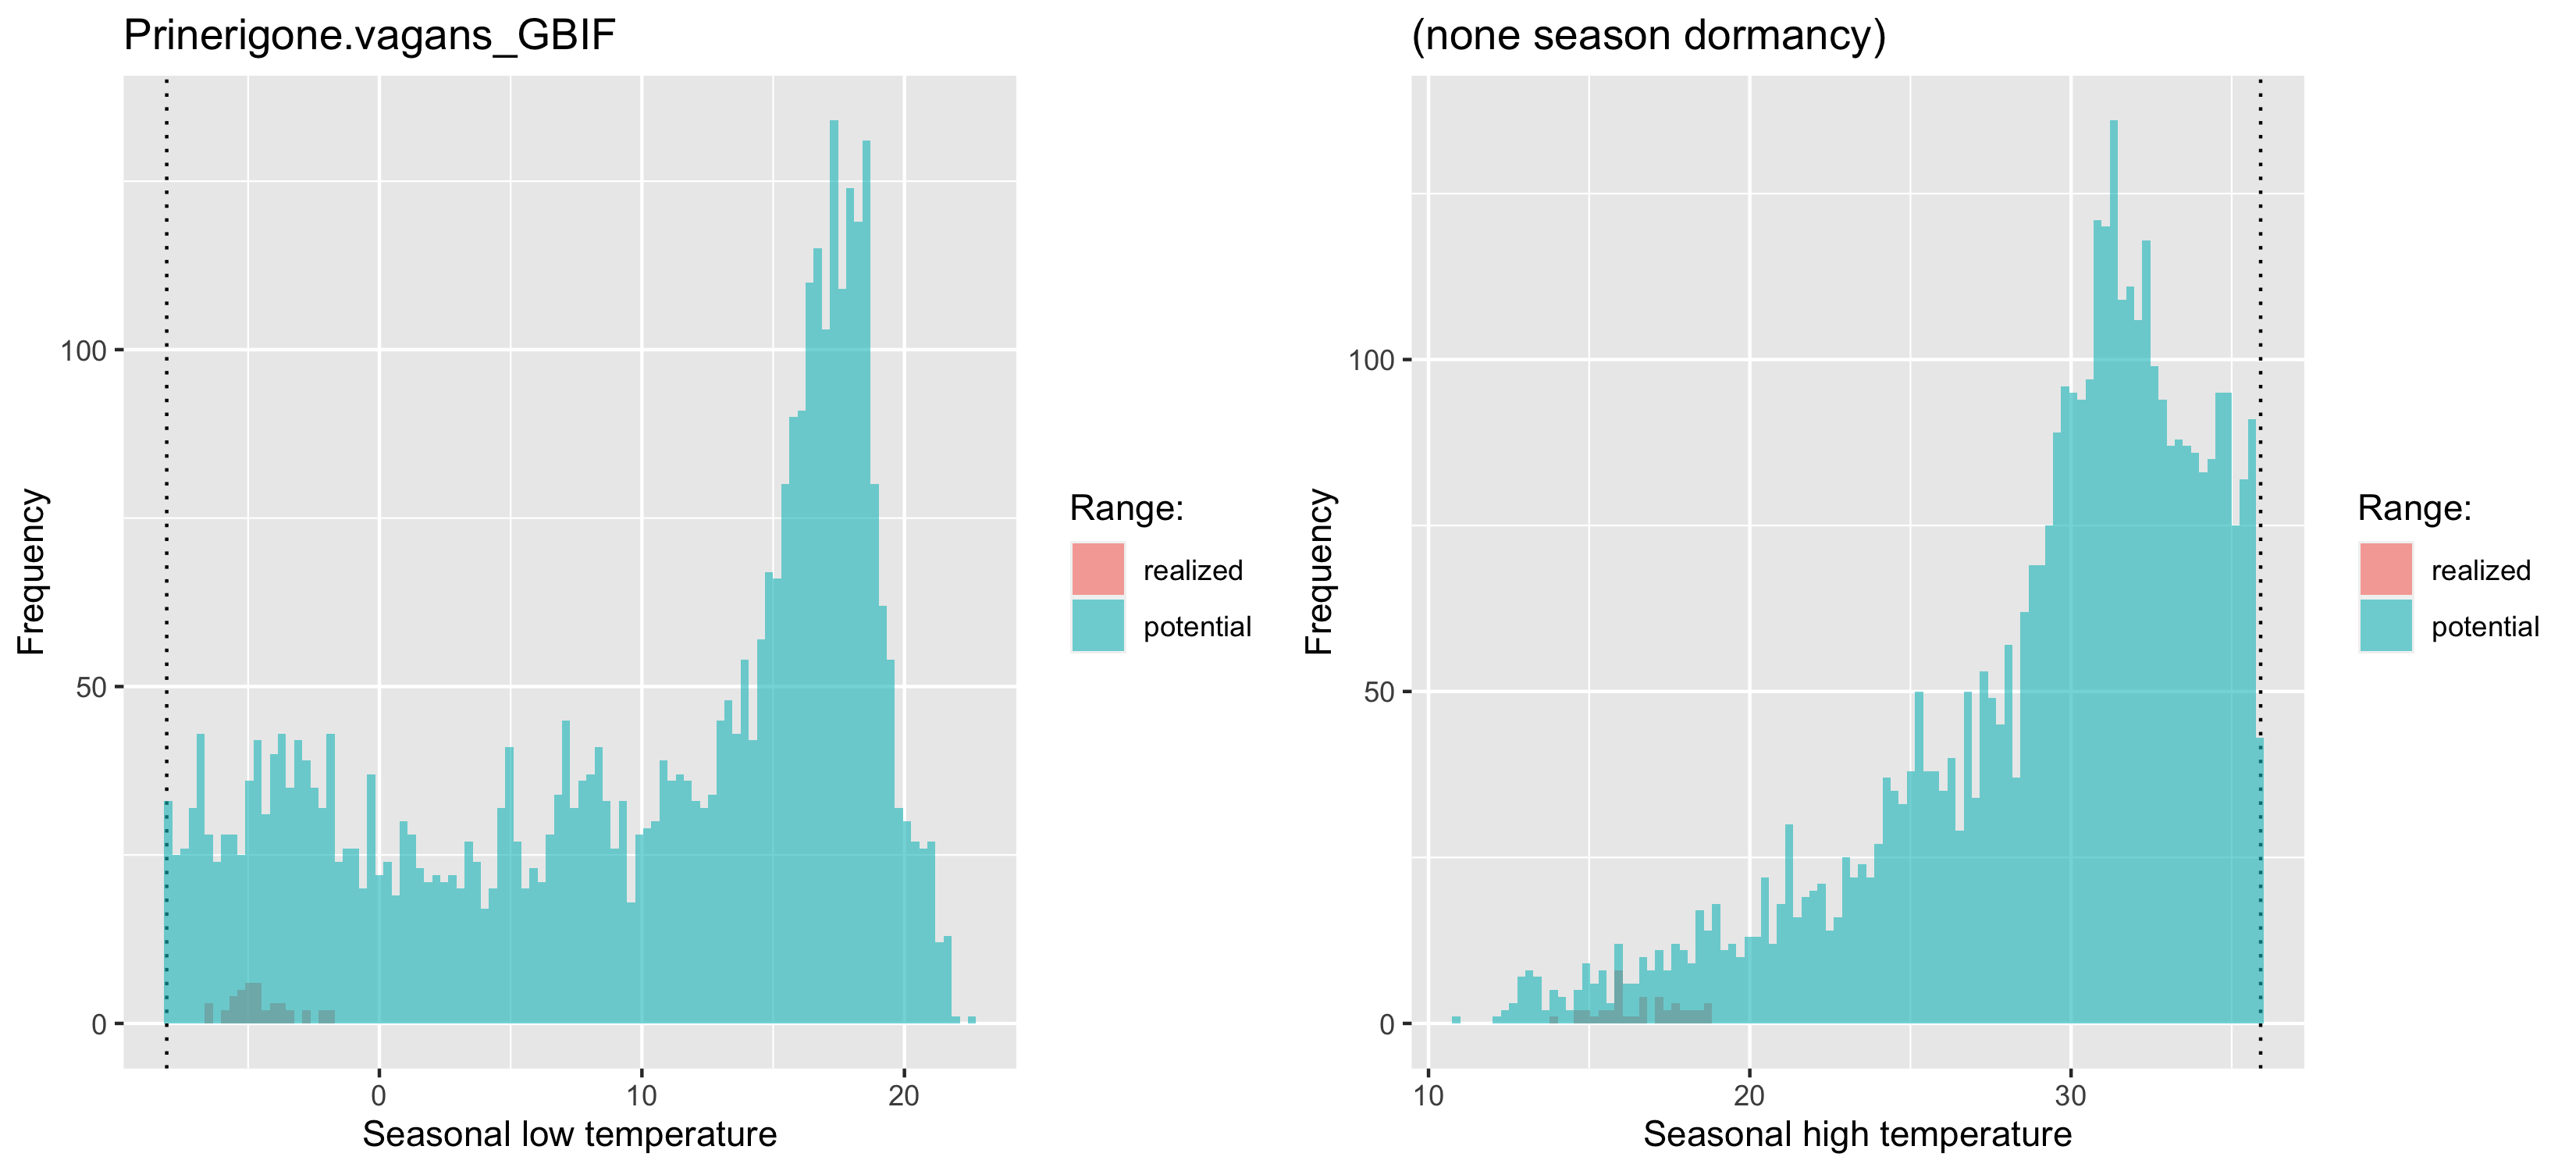 Prinerigone.vagans_GBIF
Frequency
100
50
0
0
10
20
Seasonal low temperature
Range:
realized
potential
(none season dormancy)
Frequency
100
50
0
10
20
30
Seasonal high temperature
Range:
realized
potential